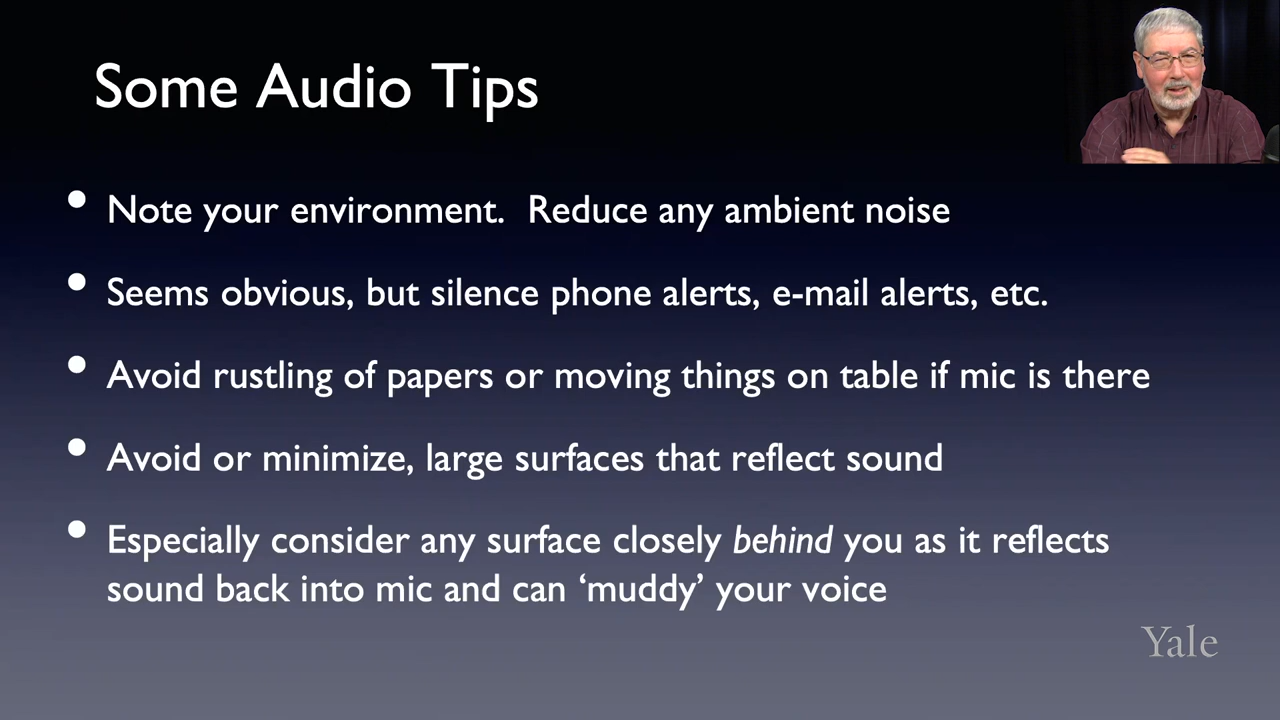 Some Audio Tips
• Note your environment.  Reduce any ambient noise
• Seems obvious, but silence phone alerts, e-mail alerts, etc.
• Avoid rustling of papers or moving things on table if mic is there
• Avoid or minimize, large surfaces that reflect sound
• Especially consider any surface closely behind you as it reflects
sound back into mic and can ‘muddy’ your voice
Yale